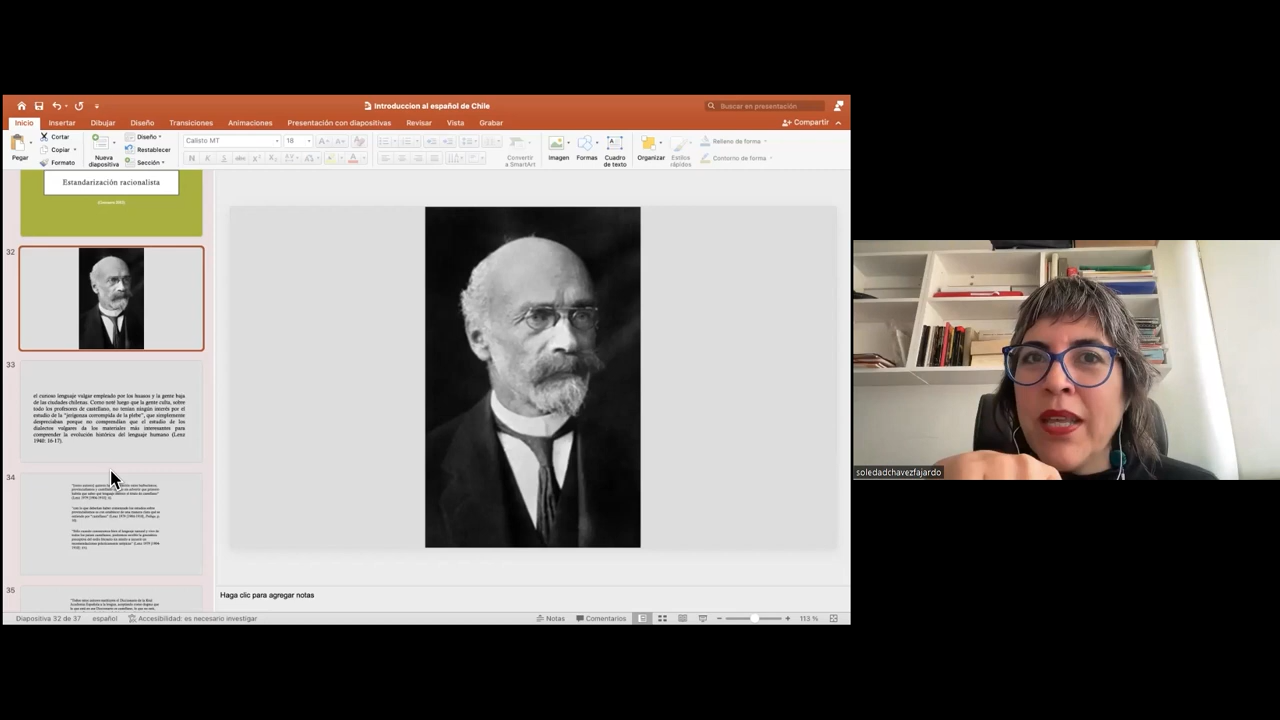 Introduccion al español de Chile
Buscar en presentación
Inicio Insertar Dibujar Diseño Transiciones Animaciones Presentación con diapositivas Revisar Vista Grabar
Compartir
Pegar
Cortar
Copiar
Formato
Nueva diapositiva
Diseño
Restablecer
Sección
Calisto MT 18
Convertir a SmartArt
Imagen
Formas
Cuadro de texto
Organizar
Estilos rápidos
Relleno de forma
Contorno de forma
Estandarización racionalista
32
33
el curioso lenguaje vulgar empleado por los huasos y la gente baja
de las ciudades chilenas. Como noté luego que la gente culta, sobre
todo los profesores de castellano, no tenían ningún interés por el
estudio de la "jerigonza corrompida de la plebe", que simplemente
despreciaban porque no comprendían que el estudio de los
dialectos vulgares da los materiales más interesantes para
comprender la evolución histórica del lenguaje humano (Lenz
1940: 16-17).
34
35
Haga clic para agregar notas
Diapositiva 32 de 37 español Accesibilidad: es necesario investigar
Notas Comentarios 113 %
soledadchavezfajardo